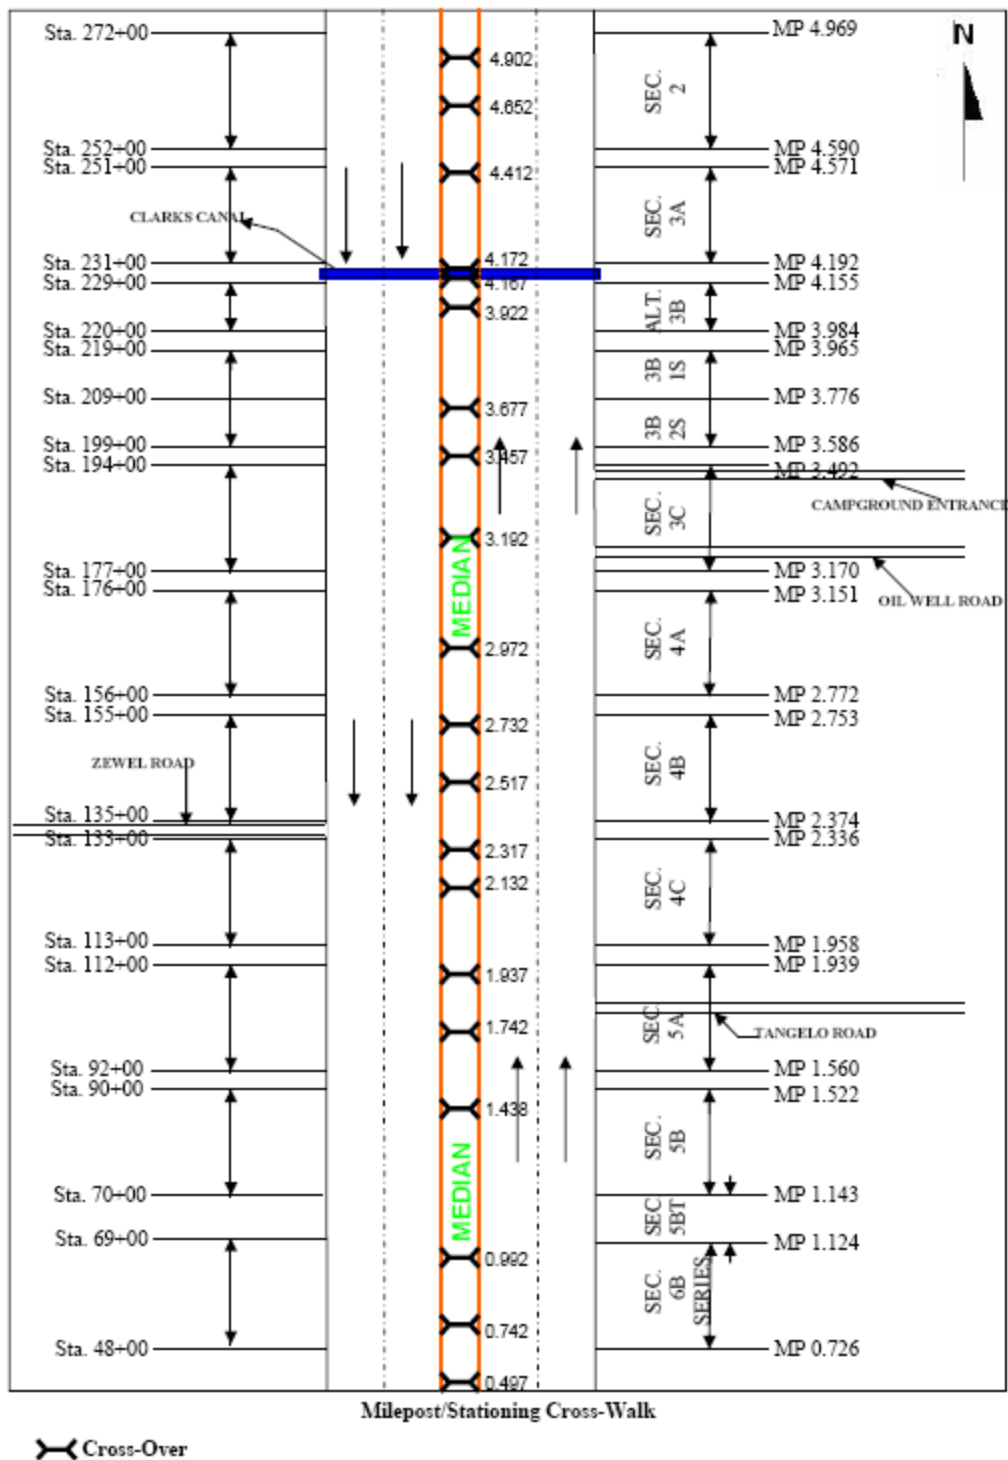 Sta. 272+00 MP 4.969
N
4.902
SEC. 2
4.652
Sta. 252+00 MP 4.590
Sta. 251+00 MP 4.571
4.412
SEC. 3A
CLARKS CANAL
Sta. 231+00 4.172 MP 4.192
Sta. 229+00 4.167 MP 4.155
ALT. 3B
3.922
Sta. 220+00 MP 3.984
Sta. 219+00 MP 3.965
3B 1S
Sta. 209+00 MP 3.776
3.677
3B 2S
Sta. 199+00 MP 3.586
3.457
Sta. 194+00 MP 3.492
CAMPGROUND ENTRANCE
SEC. 3C
3.192
Sta. 177+00 MP 3.170
Sta. 176+00 MP 3.151
OIL WELL ROAD
MEDIAN
SEC. 4A
2.972
Sta. 156+00 MP 2.772
Sta. 155+00 MP 2.753
2.732
ZEWEL ROAD
SEC. 4B
2.517
Sta. 135+00 MP 2.374
Sta. 133+00 MP 2.336
2.317
2.132
SEC. 4C
Sta. 113+00 MP 1.958
Sta. 112+00 MP 1.939
1.937
SEC. 5A
1.742
TANGELO ROAD
Sta. 92+00 MP 1.560
Sta. 90+00 MP 1.522
1.438
SEC. 5B
MEDIAN
Sta. 70+00 MP 1.143
SEC. 5BT
Sta. 69+00 MP 1.124
0.992
SEC. 6B SERIES
0.742
Sta. 48+00 MP 0.726
0.497
Milepost/Stationing Cross-Walk
Cross-Over